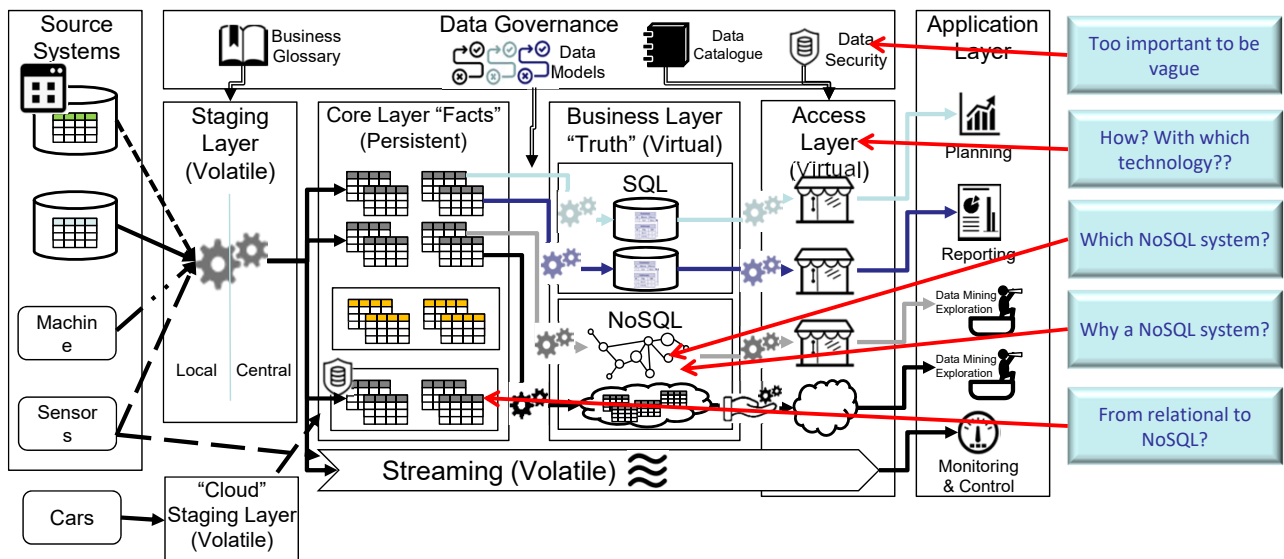 Source
Systems
Data Governance
Business
Glossary
Data
Models
Data
Catalogue
Data
Security
Application
Layer
Too important to be
vague
Staging
Layer
(Volatile)
Core Layer “Facts”
(Persistent)
Business Layer
“Truth” (Virtual)
Access
Layer
(Virtual)
How? With which
technology??
Planning
SQL
Which NoSQL system?
Reporting
Machin
e
NoSQL
Data Mining
Exploration
Why a NoSQL system?
Local
Central
Data Mining
Exploration
Sensor
s
From relational to
NoSQL?
Streaming (Volatile)
Monitoring
& Control
Cars
“Cloud”
Staging Layer
(Volatile)